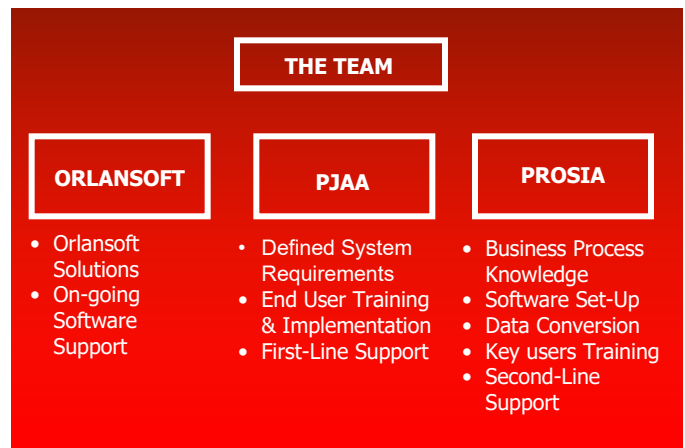 THE TEAM
ORLANSOFT
• Orlansoft
Solutions
• On-going
Software
Support
PJAA
• Defined System
Requirements
• End User Training
& Implementation
• First-Line Support
PROSIA
• Business Process
Knowledge
• Software Set-Up
• Data Conversion
• Key users Training
• Second-Line
Support